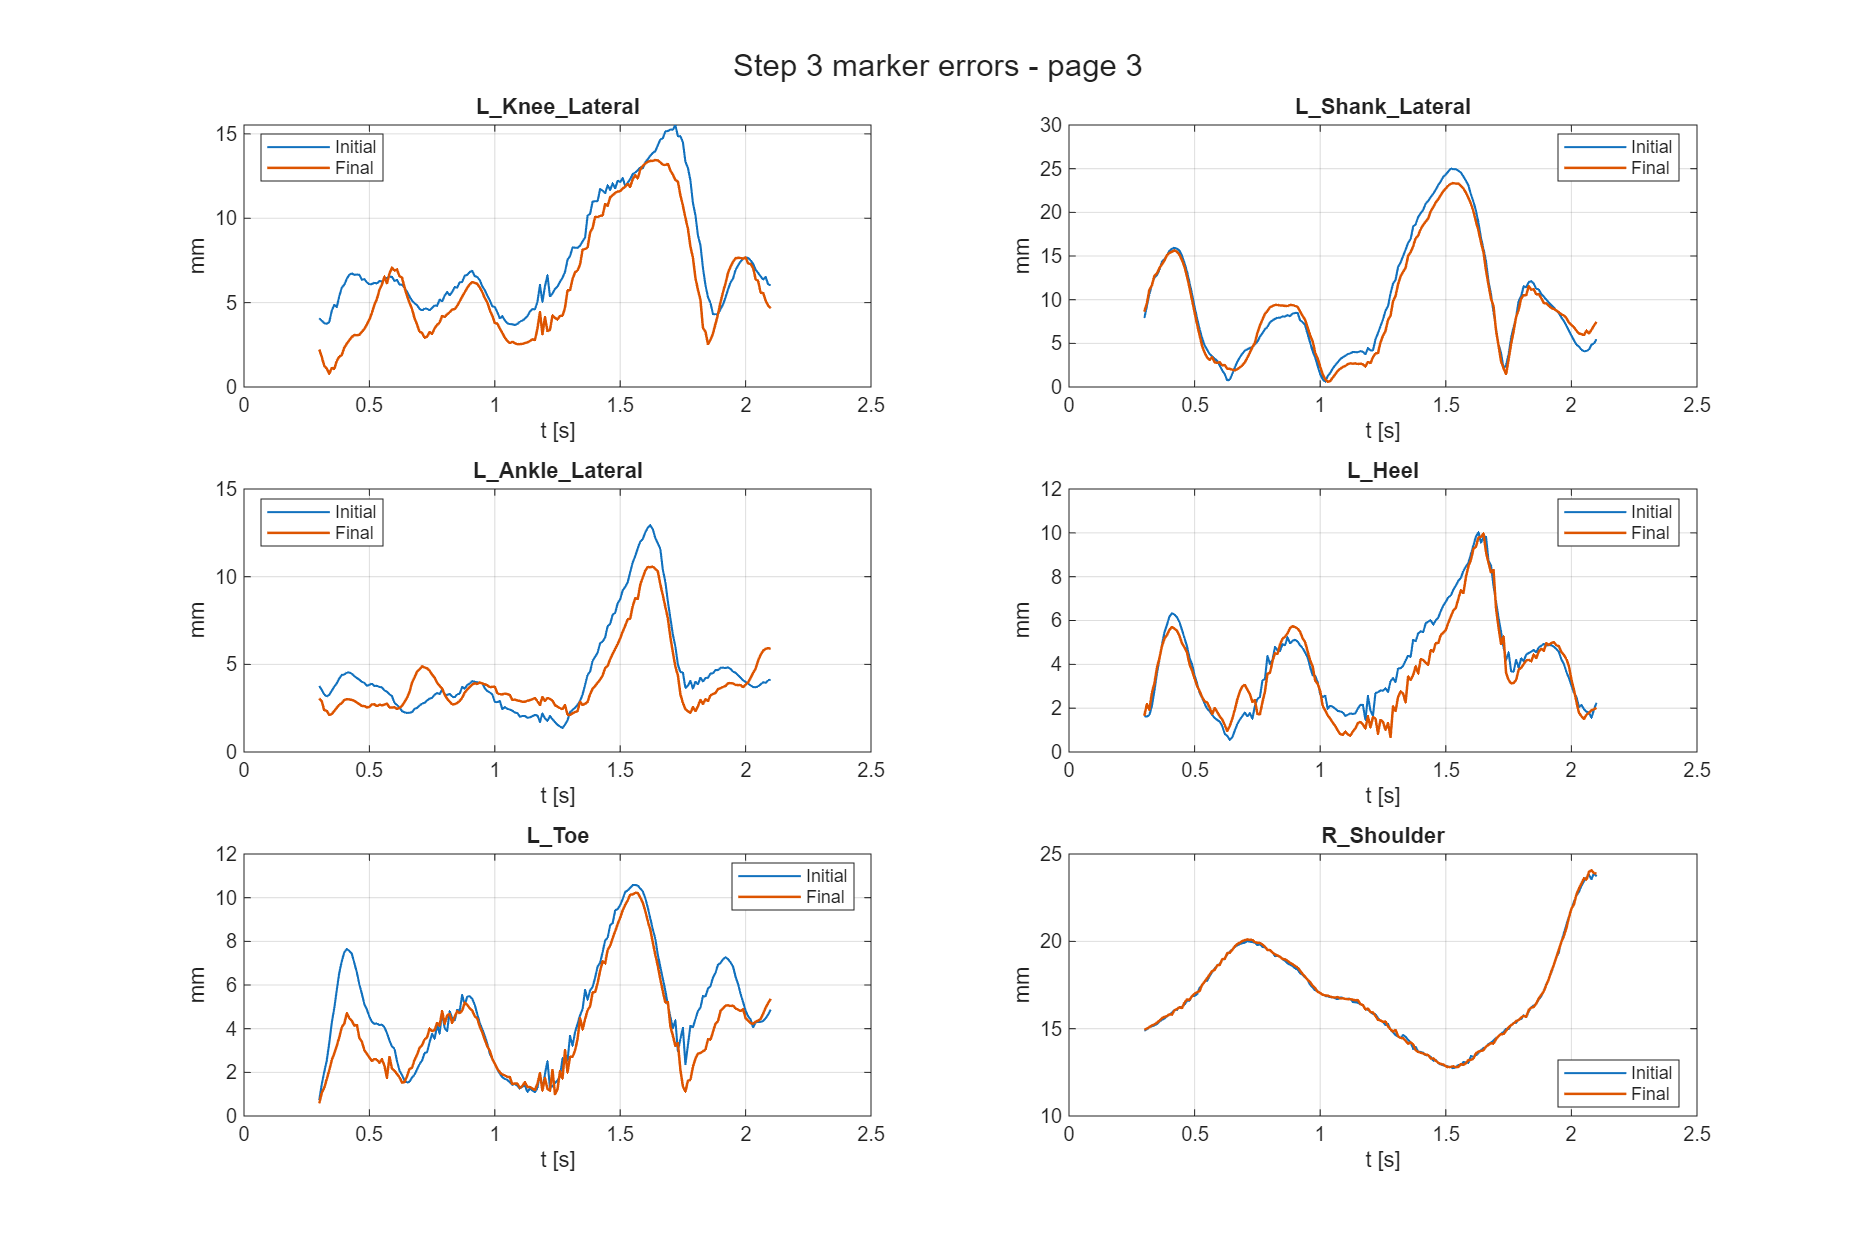 Step 3 marker errors - page 3
L_Knee_Lateral
15
10
5
0
mm
Initial
Final
0 0.5 1 1.5 2 2.5
t [s]
L_Shank_Lateral
30
25
20
15
10
5
0
mm
Initial
Final
0 0.5 1 1.5 2 2.5
t [s]
L_Ankle_Lateral
15
10
5
0
mm
Initial
Final
0 0.5 1 1.5 2 2.5
t [s]
L_Heel
12
10
8
6
4
2
0
mm
Initial
Final
0 0.5 1 1.5 2 2.5
t [s]
L_Toe
12
10
8
6
4
2
0
mm
Initial
Final
0 0.5 1 1.5 2 2.5
t [s]
R_Shoulder
25
20
15
10
mm
Initial
Final
0 0.5 1 1.5 2 2.5
t [s]